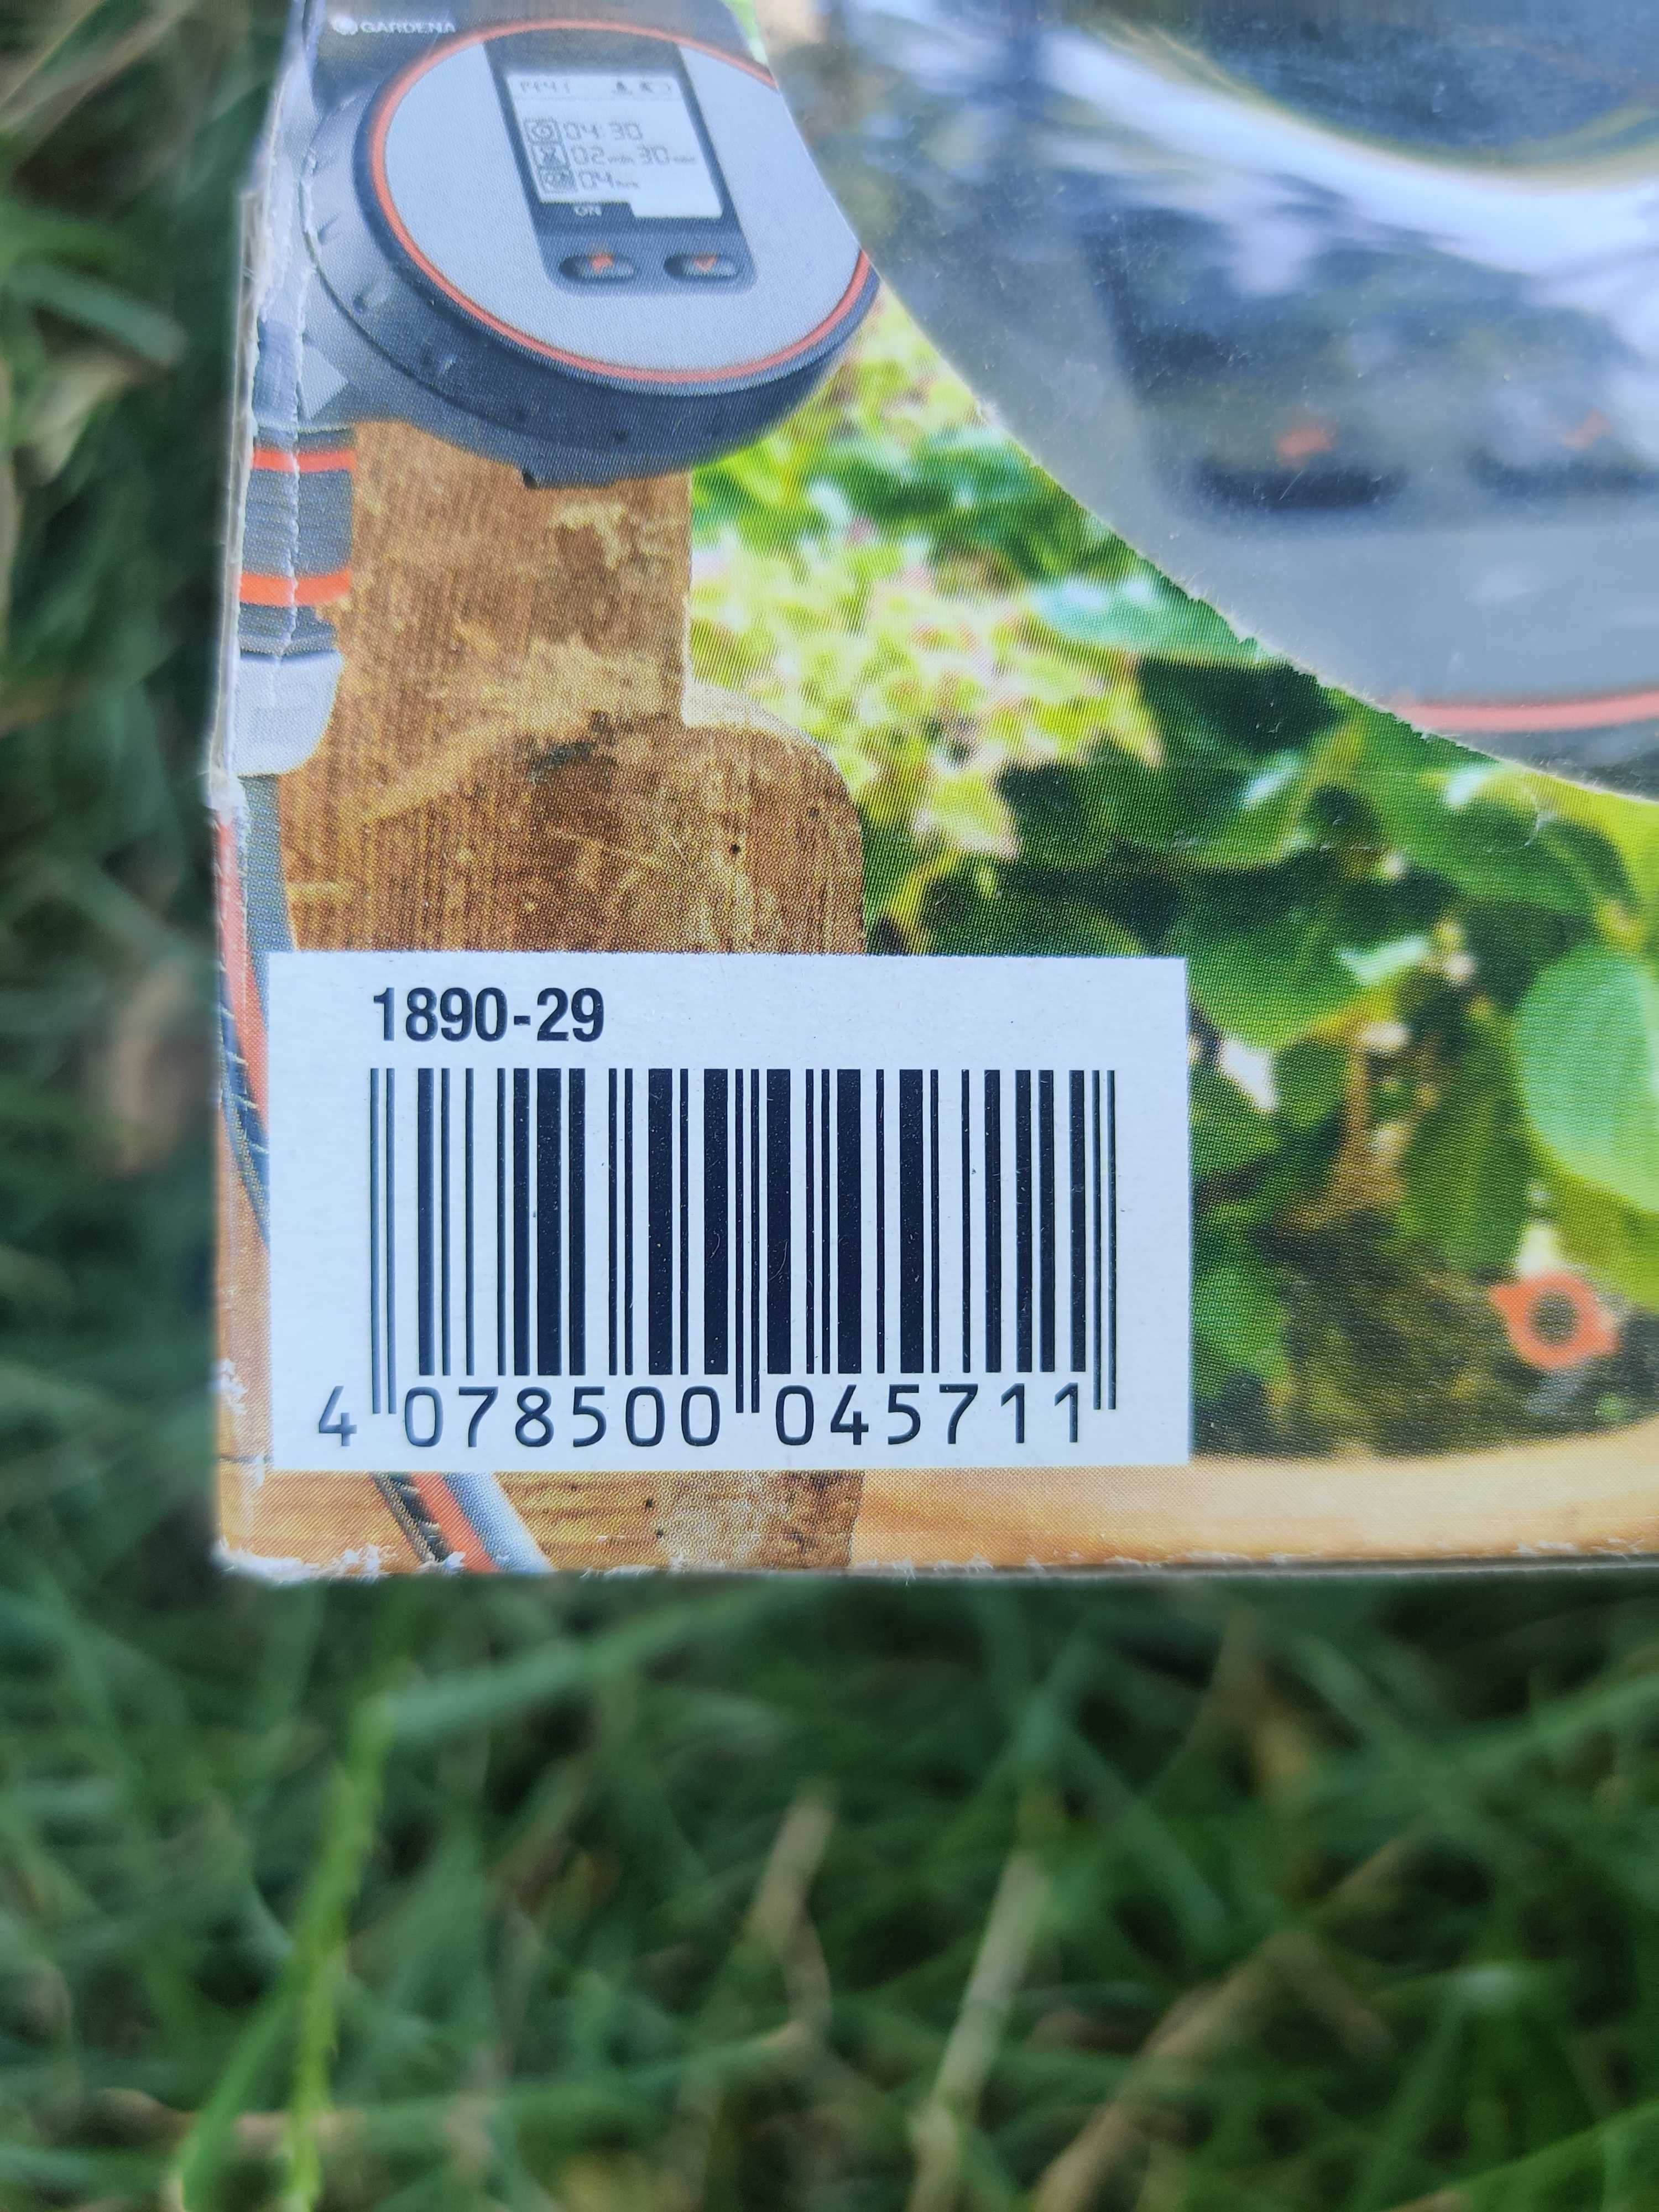 GARDENA
04:30
02 min 30 sec
04 hrs
ON
1890-29
4 078500 045711